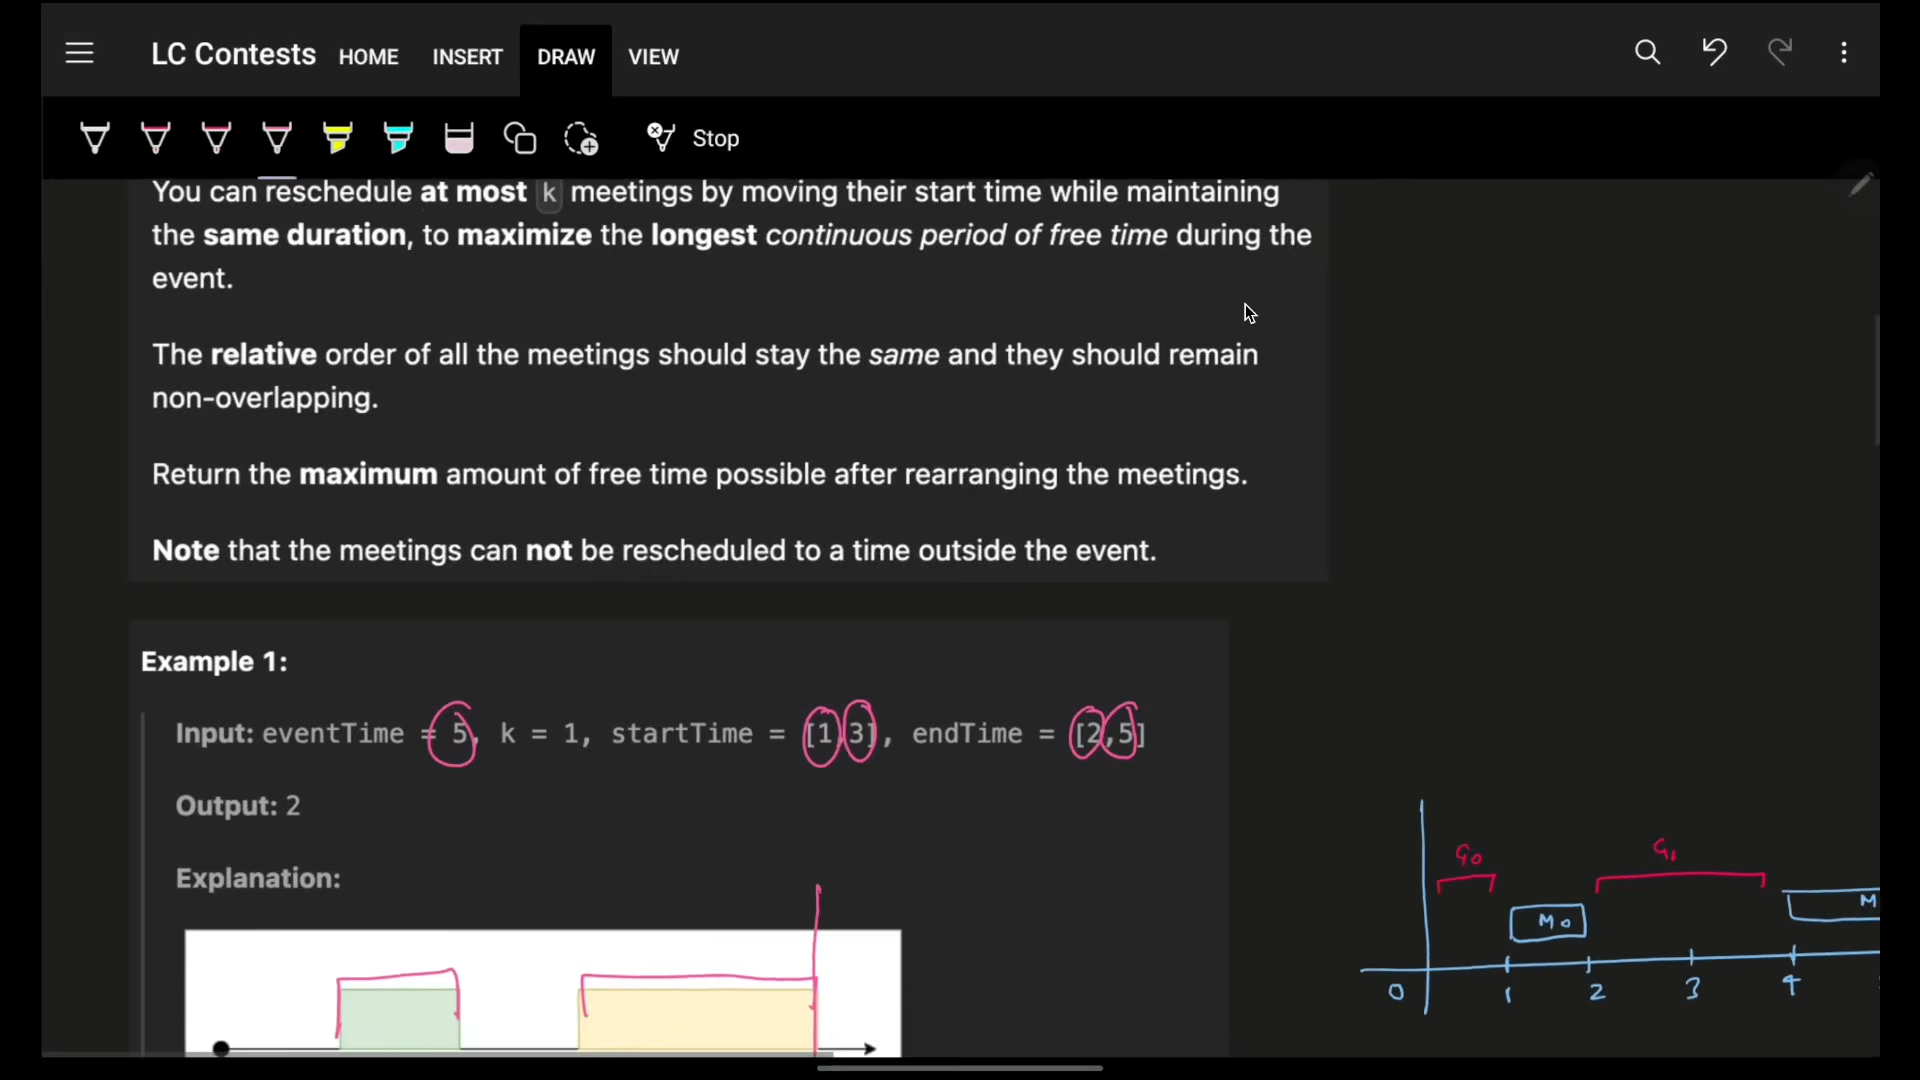 LC Contests HOME INSERT DRAW VIEW
Stop
You can reschedule at most k meetings by moving their start time while maintaining
the same duration, to maximize the longest continuous period of free time during the
event.
The relative order of all the meetings should stay the same and they should remain
non-overlapping.
Return the maximum amount of free time possible after rearranging the meetings.
Note that the meetings can not be rescheduled to a time outside the event.
Example 1:
Input: eventTime = 5, k = 1, startTime = [1,3], endTime = [2,5]
Output: 2
Explanation:
G0 G1
M0 M
0 1 2 3 4